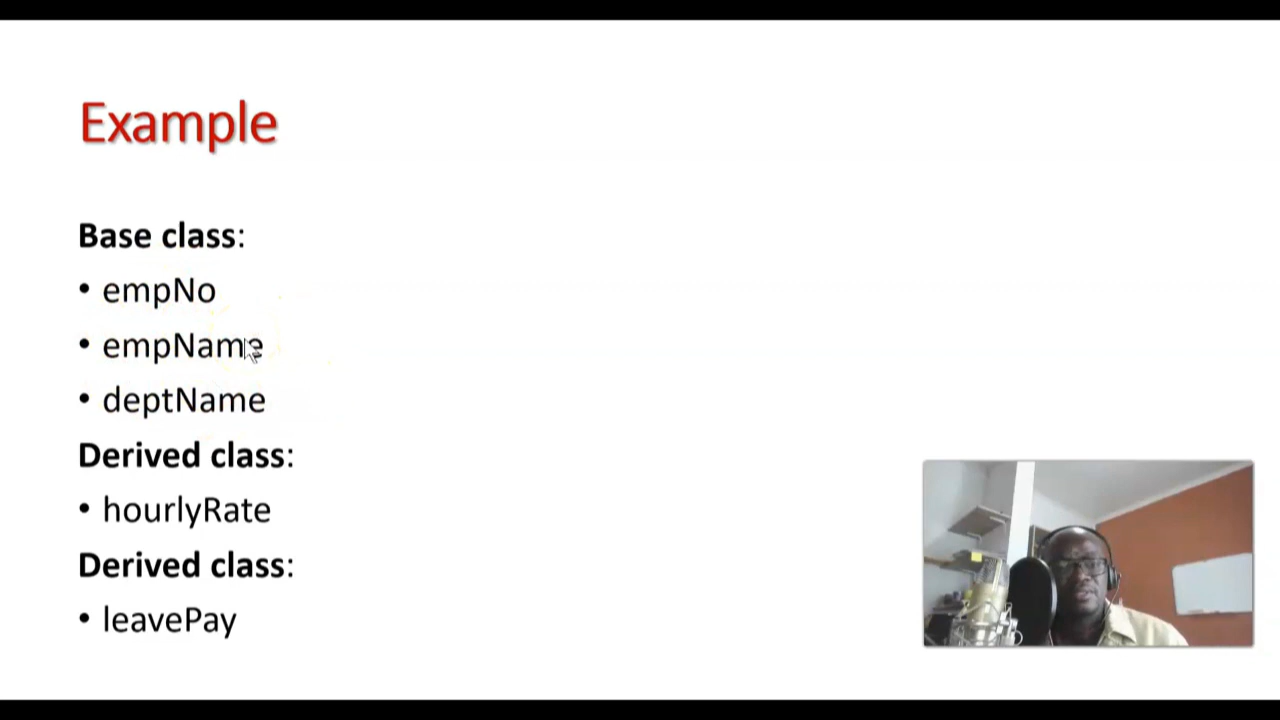 Example
Base class:
• empNo
• empName
• deptName
Derived class:
• hourlyRate
Derived class:
• leavePay